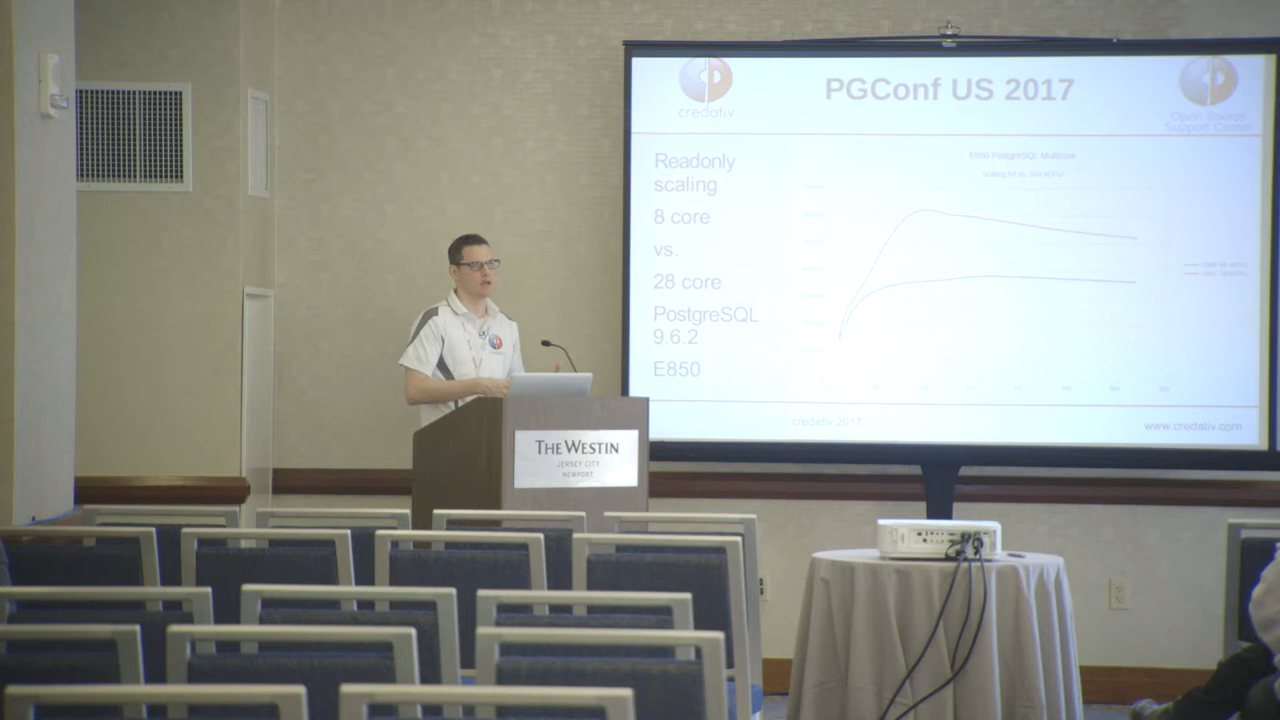 credativ
PGConf US 2017
Open Source
Support Center
Readonly
scaling
8 core
vs.
28 core
PostgreSQL
9.6.2
E850
E850 PostgreSQL Multicore
credativ 2017
www.credativ.com
THE WESTIN
JERSEY CITY
NEWPORT